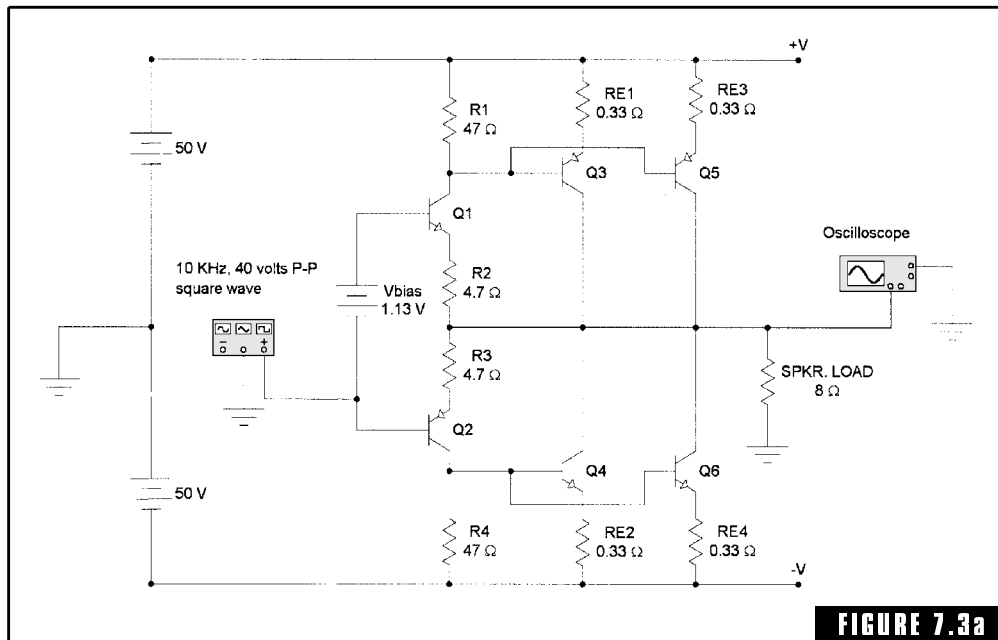 +V
RE1
0.33 Ω
RE3
0.33 Ω
R1
47 Ω
50 V
Q3
Q5
Q1
Oscilloscope
10 KHz, 40 volts P-P
square wave
Vbias
1.13 V
R2
4.7 Ω
R3
4.7 Ω
SPKR. LOAD
8 Ω
Q2
Q4
Q6
50 V
R4
47 Ω
RE2
0.33 Ω
RE4
0.33 Ω
-V
FIGURE 7.3a